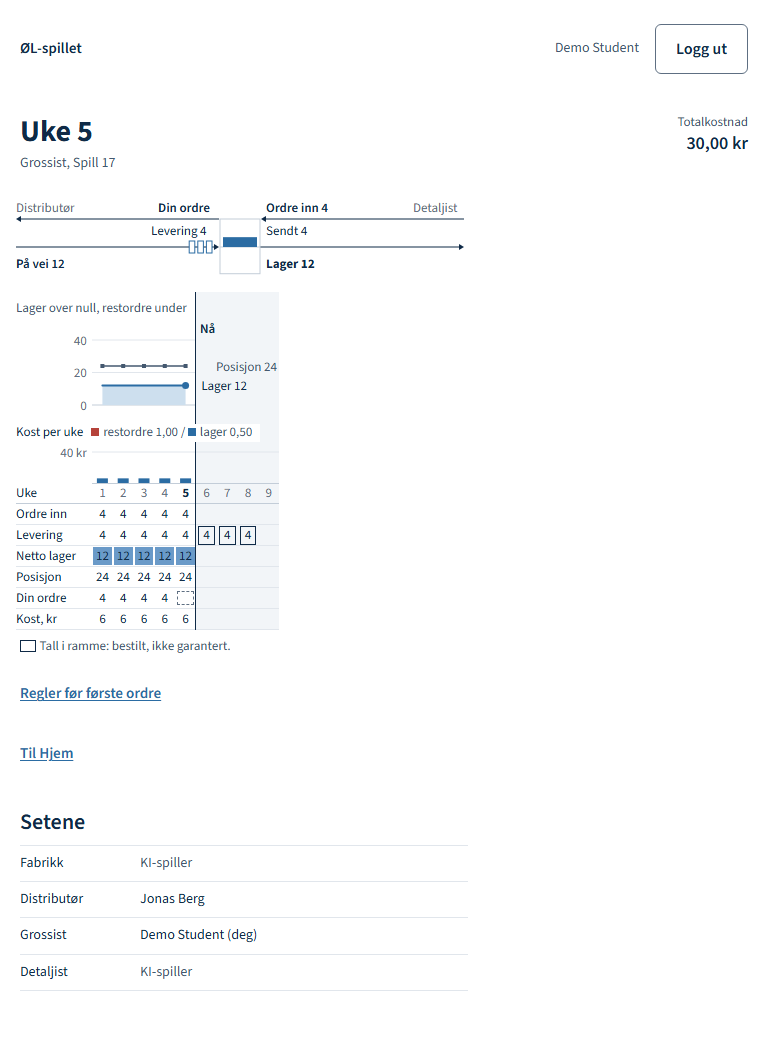 ØL-spillet
Demo Student
Logg ut
Uke 5
Grossist, Spill 17
Totalkostnad
30,00 kr
Distributør Din ordre Ordre inn 4 Detaljist
Levering 4 Sendt 4
På vei 12 Lager 12
Lager over null, restordre under
Nå
40
Posisjon 24
20
Lager 12
0
Kost per uke restordre 1,00 / lager 0,50
40 kr
Uke 1 2 3 4 5 6 7 8 9
Ordre inn 4 4 4 4 4
Levering 4 4 4 4 4 4 4 4
Netto lager 12 12 12 12 12
Posisjon 24 24 24 24 24
Din ordre 4 4 4 4
Kost, kr 6 6 6 6 6
Tall i ramme: bestilt, ikke garantert.
Regler før første ordre
Til Hjem
Setene
Fabrikk KI-spiller
Distributør Jonas Berg
Grossist Demo Student (deg)
Detaljist KI-spiller